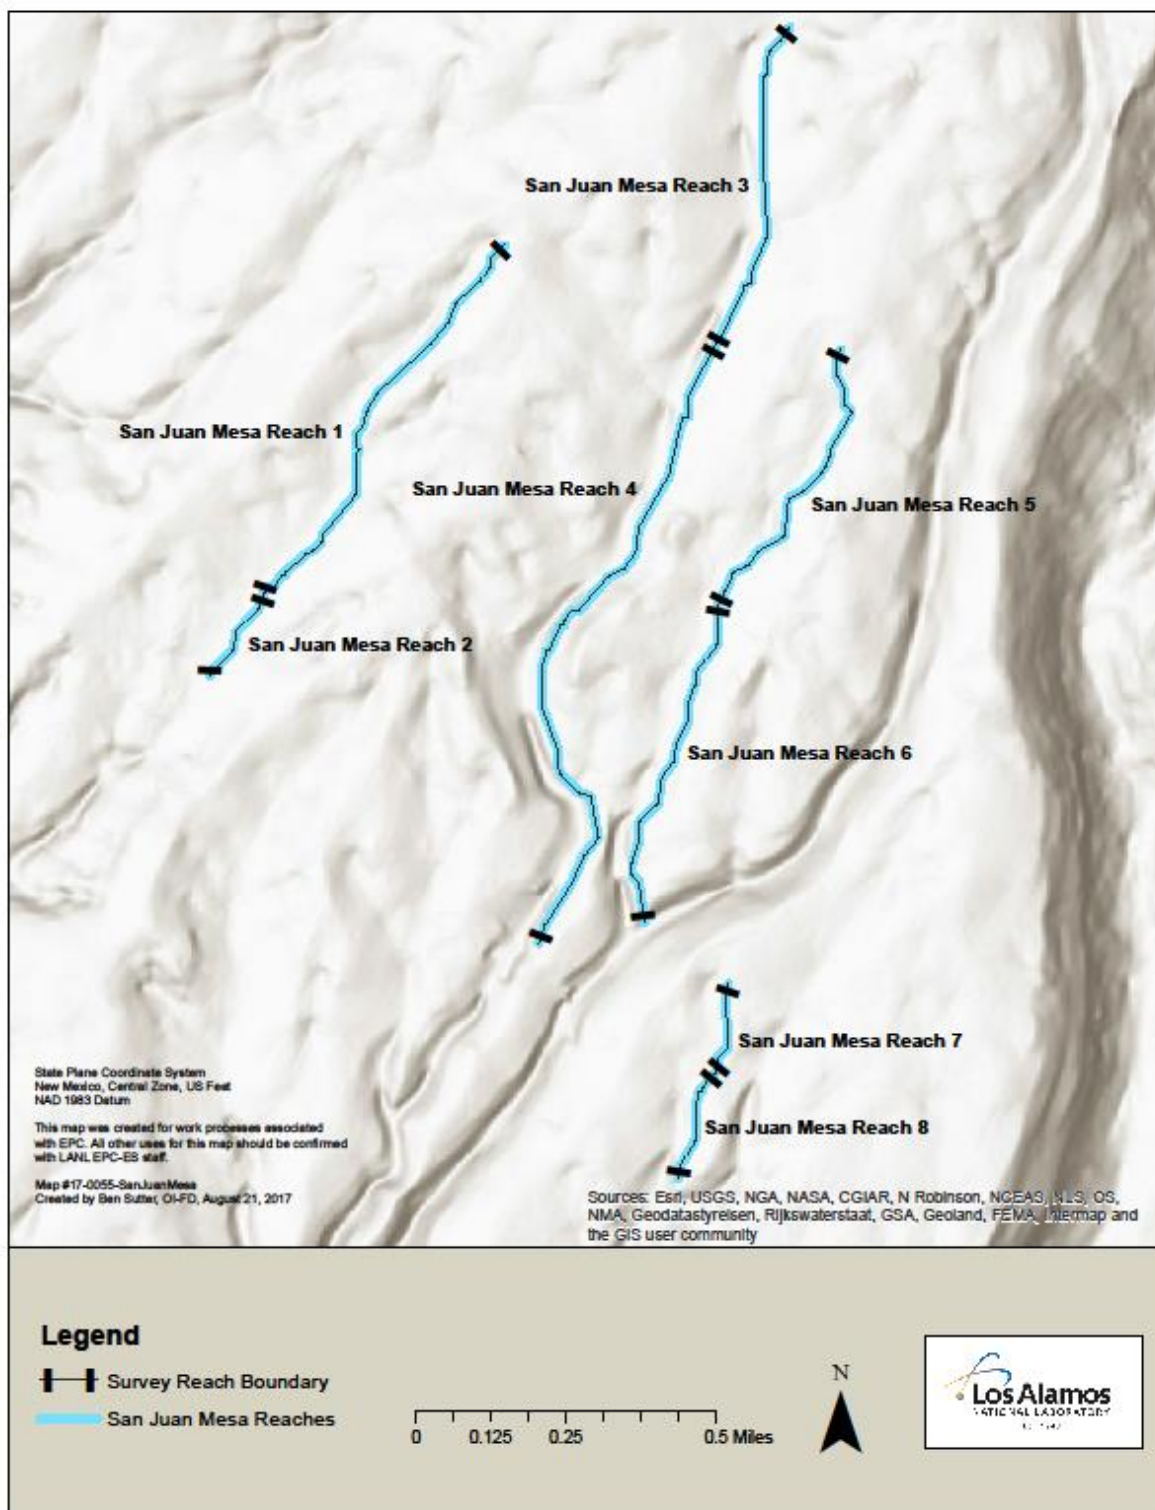 San Juan Mesa Reach 3
San Juan Mesa Reach 1
San Juan Mesa Reach 4
San Juan Mesa Reach 5
San Juan Mesa Reach 2
San Juan Mesa Reach 6
San Juan Mesa Reach 7
San Juan Mesa Reach 8
State Plane Coordinate System
New Mexico, Central Zone, US Feet
NAD 1983 Datum
This map was created for work processes associated
with EPC. All other uses for this map should be confirmed
with LANL EPC-ES staff.
Map #17-0055-SanJuanMesa
Created by Ben Sutter, OI-FD, August 21, 2017
Sources: Esri, USGS, NGA, NASA, CGIAR, N Robinson, NCEAS, NLS, OS,
NMA, Geodatastyrelsen, Rijkswaterstaat, GSA, Geoland, FEMA, Intermap and
the GIS user community
Legend
Survey Reach Boundary
San Juan Mesa Reaches
0 0.125 0.25 0.5 Miles
N
Los Alamos
NATIONAL LABORATORY